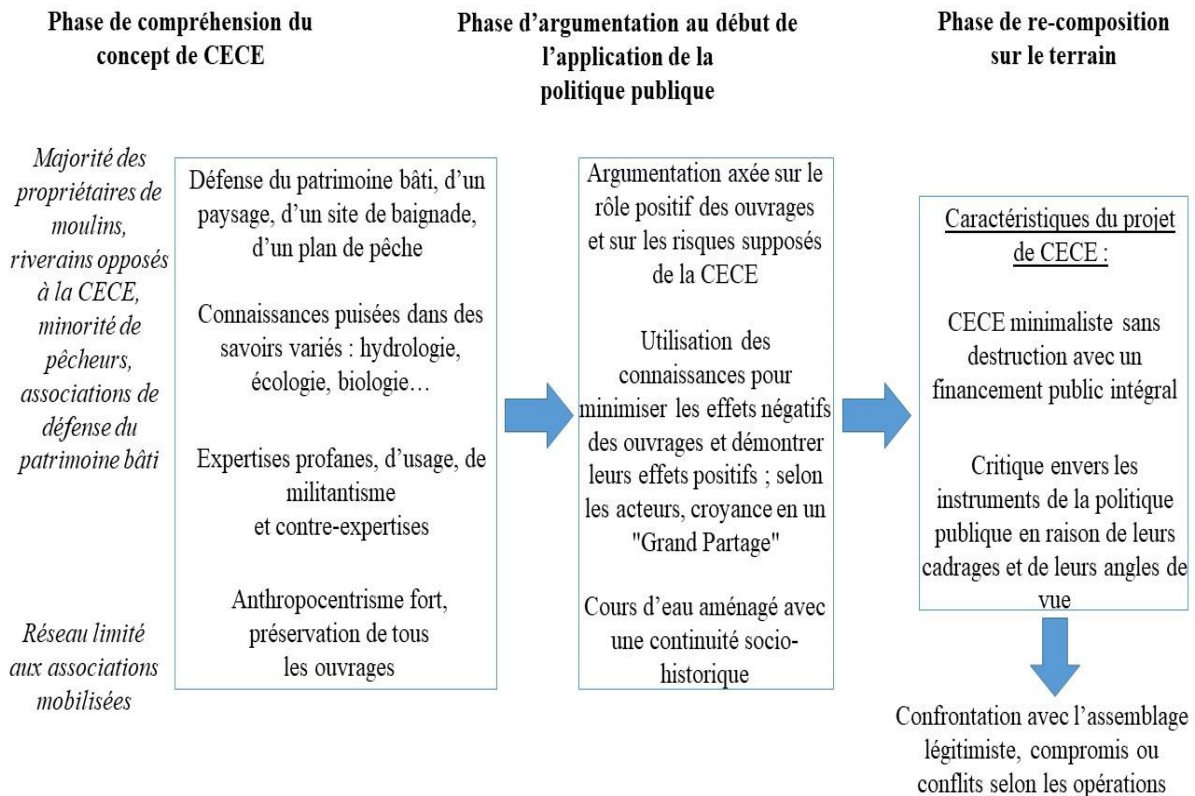 Phase de compréhension du
concept de CECE
Phase d’argumentation au début de
l’application de la
politique publique
Phase de re-composition
sur le terrain
Majorité des
propriétaires de
moulins,
riverains opposés
à la CECE,
minorité de
pêcheurs,
associations de
défense du
patrimoine bâti
Réseau limité
aux associations
mobilisées
Défense du patrimoine bâti, d’un
paysage, d’un site de baignade,
d’un plan de pêche
Connaissances puisées dans des
savoirs variés : hydrologie,
écologie, biologie…
Expertises profanes, d’usage, de
militantisme
et contre-expertises
Anthropocentrisme fort,
préservation de tous
les ouvrages
Argumentation axée sur le
rôle positif des ouvrages
et sur les risques supposés
de la CECE
Utilisation des
connaissances pour
minimiser les effets négatifs
des ouvrages et démontrer
leurs effets positifs ; selon
les acteurs, croyance en un
"Grand Partage"
Cours d’eau aménagé avec
une continuité socio-
historique
Caractéristiques du projet
de CECE :
CECE minimaliste sans
destruction avec un
financement public intégral
Critique envers les
instruments de la politique
publique en raison de leurs
cadrages et de leurs angles de
vue
Confrontation avec l’assemblage
légitimiste, compromis ou
conflits selon les opérations